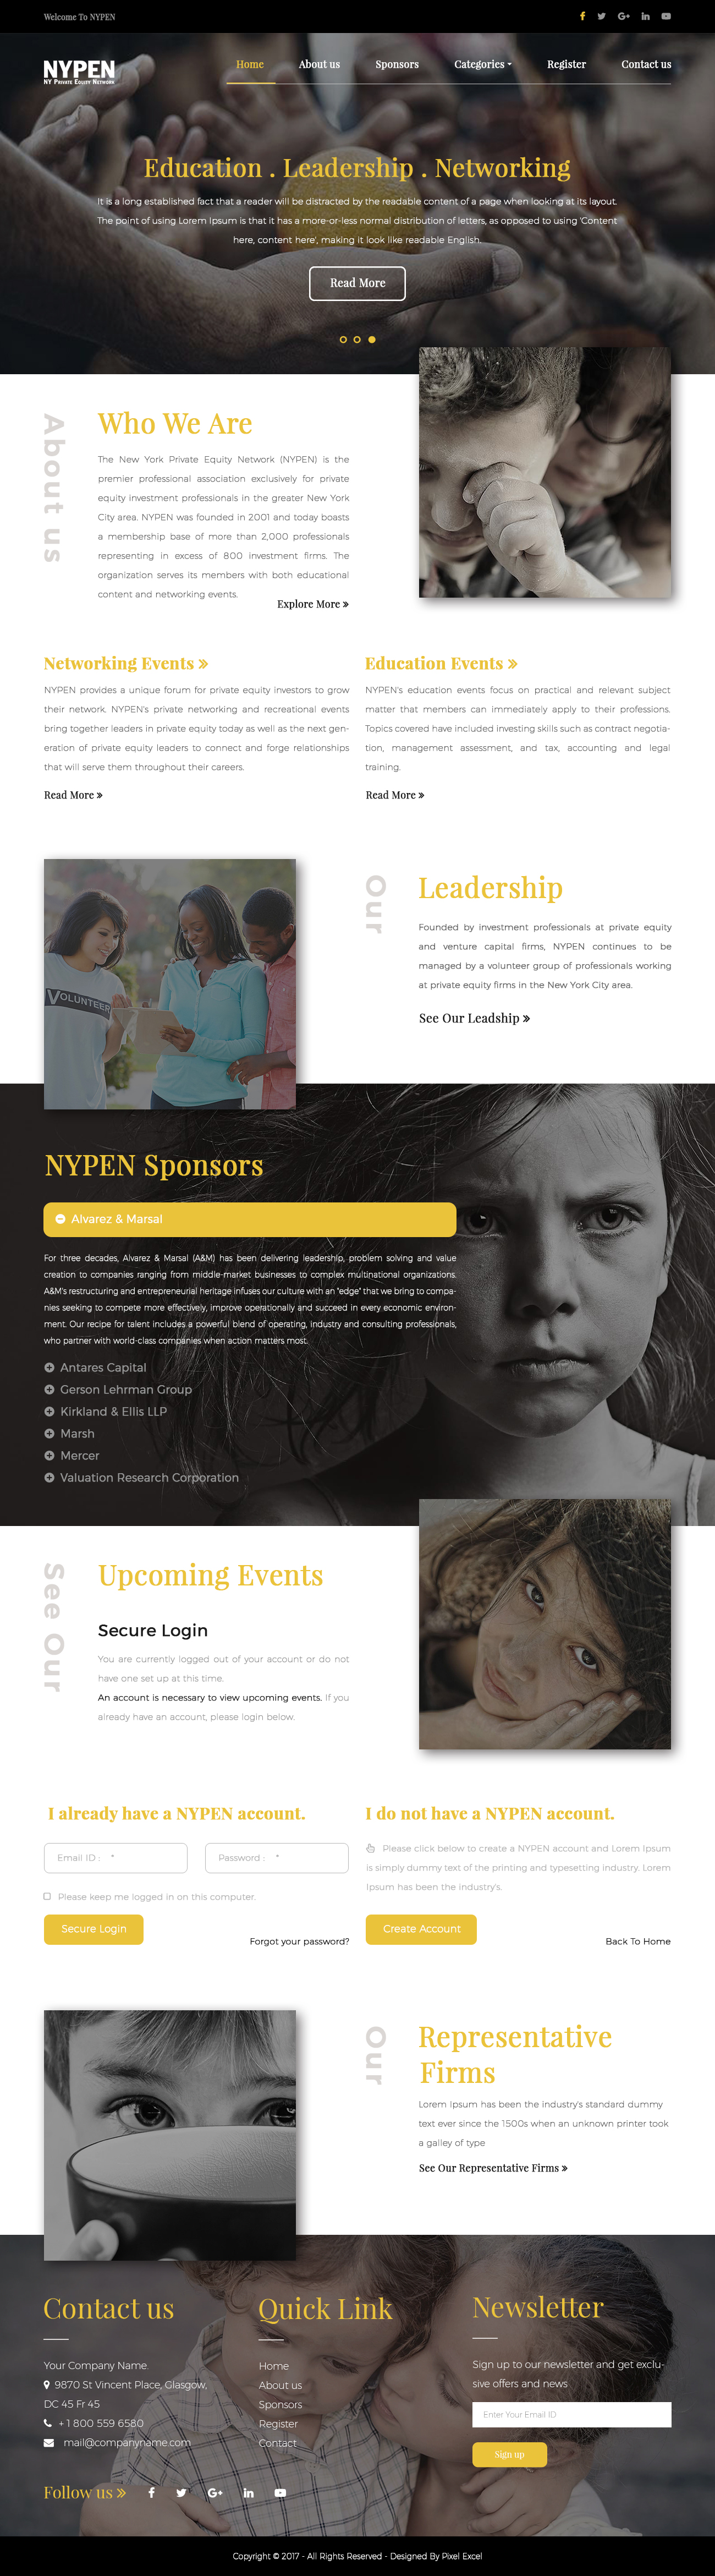 Welcome To NYPEN
NYPEN
NY Private Equity Network
Home About us Sponsors Categories Register Contact us
Education . Leadership . Networking
It is a long established fact that a reader will be distracted by the readable content of a page when looking at its layout.
The point of using Lorem Ipsum is that it has a more-or-less normal distribution of letters, as opposed to using 'Content
here, content here', making it look like readable English.
Read More
About us
Who We Are
The New York Private Equity Network (NYPEN) is the
premier professional association exclusively for private
equity investment professionals in the greater New York
City area. NYPEN was founded in 2001 and today boasts
a membership base of more than 2,000 professionals
representing in excess of 800 investment firms. The
organization serves its members with both educational
content and networking events.
Explore More »
Networking Events »
NYPEN provides a unique forum for private equity investors to grow
their network. NYPEN's private networking and recreational events
bring together leaders in private equity today as well as the next gen-
eration of private equity leaders to connect and forge relationships
that will serve them throughout their careers.
Read More »
Education Events »
NYPEN's education events focus on practical and relevant subject
matter that members can immediately apply to their professions.
Topics covered have included investing skills such as contract negotia-
tion, management assessment, and tax, accounting and legal
training.
Read More »
VOLUNTEER
Our
Leadership
Founded by investment professionals at private equity
and venture capital firms, NYPEN continues to be
managed by a volunteer group of professionals working
at private equity firms in the New York City area.
See Our Leadship »
NYPEN Sponsors
Alvarez & Marsal
For three decades, Alvarez & Marsal (A&M) has been delivering leadership, problem solving and value
creation to companies ranging from middle-market businesses to complex multinational organizations.
A&M's restructuring and entrepreneurial heritage infuses our culture with an "edge" that we bring to compa-
nies seeking to compete more effectively, improve operationally and succeed in every economic environ-
ment. Our recipe for talent includes a powerful blend of operating, industry and consulting professionals,
who partner with world-class companies when action matters most.
Antares Capital
Gerson Lehrman Group
Kirkland & Ellis LLP
Marsh
Mercer
Valuation Research Corporation
See Our
Upcoming Events
Secure Login
You are currently logged out of your account or do not
have one set up at this time.
An account is necessary to view upcoming events. If you
already have an account, please login below.
I already have a NYPEN account.
Email ID : *
Password : *
Please keep me logged in on this computer.
Secure Login
Forgot your password?
I do not have a NYPEN account.
Please click below to create a NYPEN account and Lorem Ipsum
is simply dummy text of the printing and typesetting industry. Lorem
Ipsum has been the industry's.
Create Account
Back To Home
Our
Representative
Firms
Lorem Ipsum has been the industry's standard dummy
text ever since the 1500s when an unknown printer took
a galley of type
See Our Representative Firms »
Contact us
Your Company Name.
9870 St Vincent Place, Glasgow,
DC 45 Fr 45
+1 800 559 6580
mail@companyname.com
Quick Link
Home
About us
Sponsors
Register
Contact
Newsletter
Sign up to our newsletter and get exclu-
sive offers and news
Enter Your Email ID
Sign up
Follow us »
Copyright © 2017 - All Rights Reserved - Designed By Pixel Excel